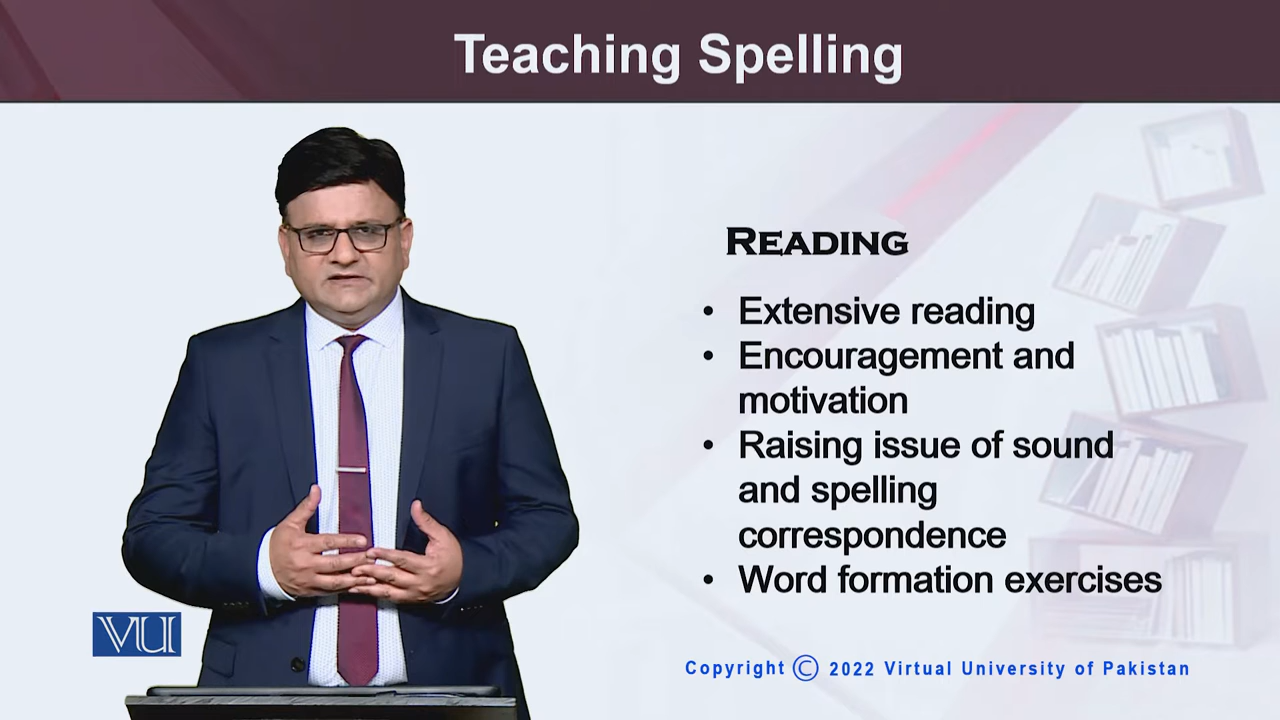 Teaching Spelling
READING
• Extensive reading
• Encouragement and
motivation
• Raising issue of sound
and spelling
correspondence
• Word formation exercises
VU
Copyright © 2022 Virtual University of Pakistan